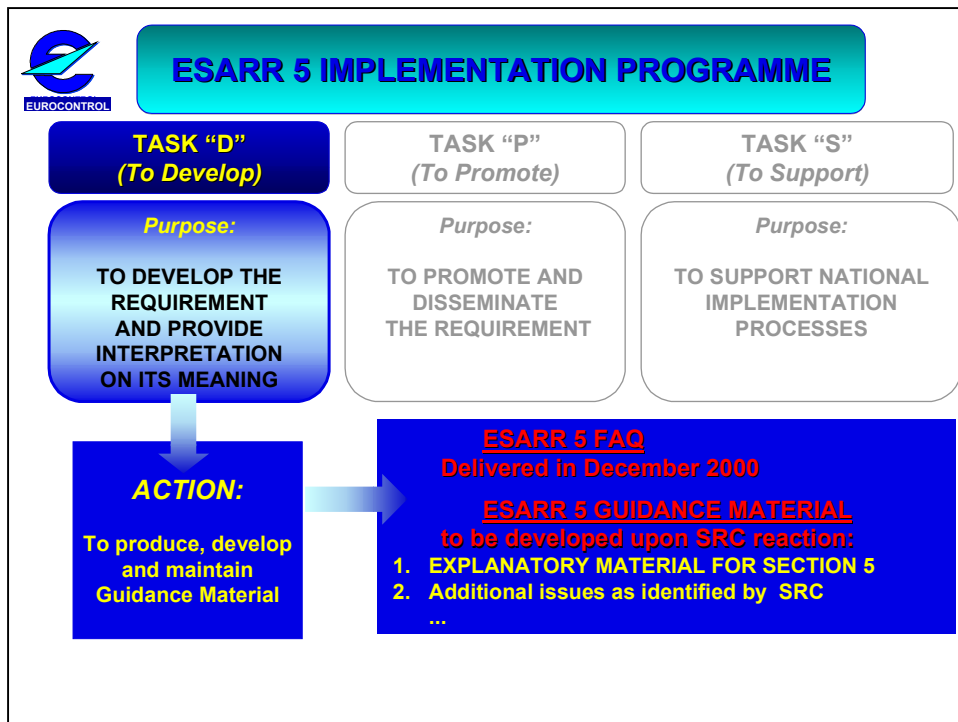 ESARR 5 IMPLEMENTATION PROGRAMME
EUROCONTROL
TASK “D”
(To Develop)
TASK “P”
(To Promote)
TASK “S”
(To Support)
Purpose:
TO DEVELOP THE
REQUIREMENT
AND PROVIDE
INTERPRETATION
ON ITS MEANING
Purpose:
TO PROMOTE AND
DISSEMINATE
THE REQUIREMENT
Purpose:
TO SUPPORT NATIONAL
IMPLEMENTATION
PROCESSES
ACTION:
To produce, develop
and maintain
Guidance Material
ESARR 5 FAQ
Delivered in December 2000
ESARR 5 GUIDANCE MATERIAL
to be developed upon SRC reaction:
1. EXPLANATORY MATERIAL FOR SECTION 5
2. Additional issues as identified by SRC
...